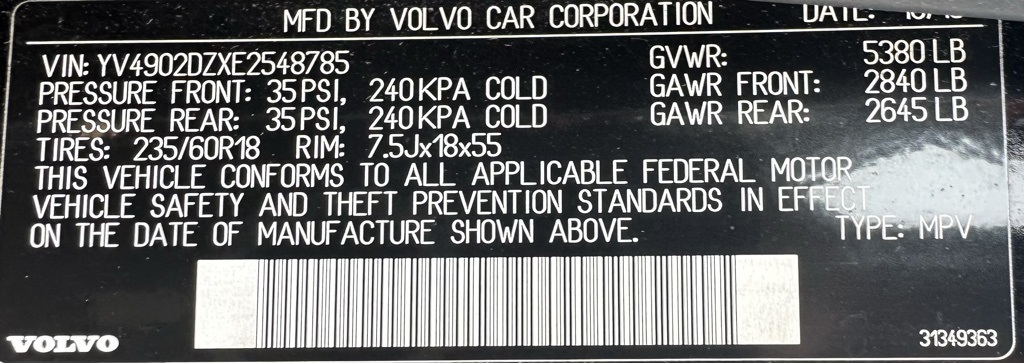 MFD BY VOLVO CAR CORPORATION DATE:
VIN: YV4902DZXE2548785 GVWR: 5380 LB
PRESSURE FRONT: 35 PSI, 240 KPA COLD GAWR FRONT: 2840 LB
PRESSURE REAR: 35 PSI, 240 KPA COLD GAWR REAR: 2645 LB
TIRES: 235/60R18 RIM: 7.5Jx18x55
THIS VEHICLE CONFORMS TO ALL APPLICABLE FEDERAL MOTOR
VEHICLE SAFETY AND THEFT PREVENTION STANDARDS IN EFFECT
ON THE DATE OF MANUFACTURE SHOWN ABOVE. TYPE: MPV
VOLVO 31349363